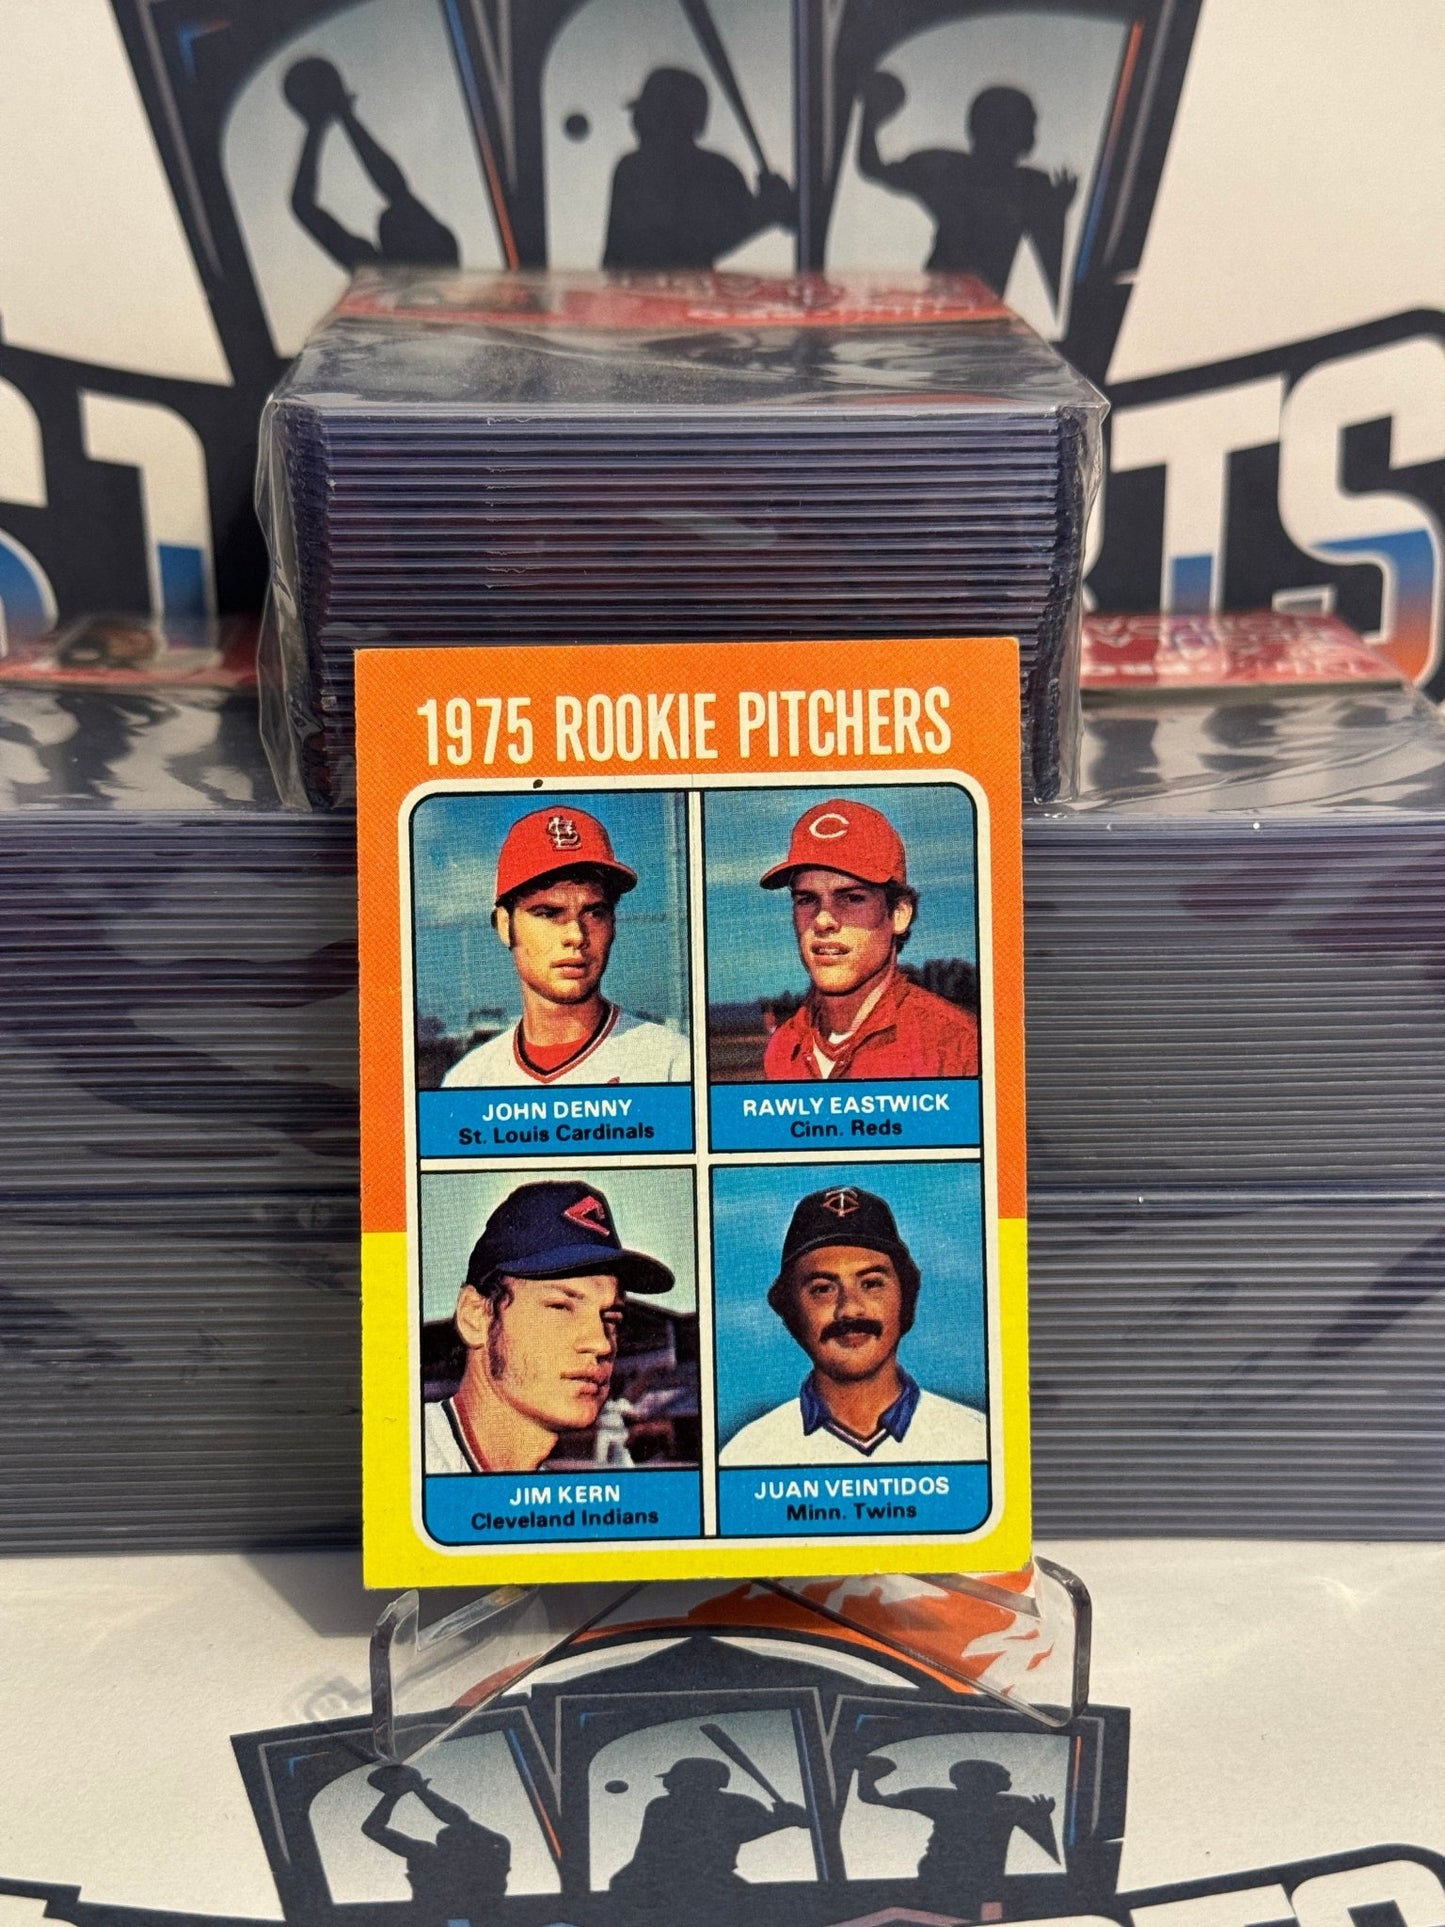 1975 ROOKIE PITCHERS
JOHN DENNY
St. Louis Cardinals
RAWLY EASTWICK
Cinn. Reds
JIM KERN
Cleveland Indians
JUAN VEINTIDOS
Minn. Twins